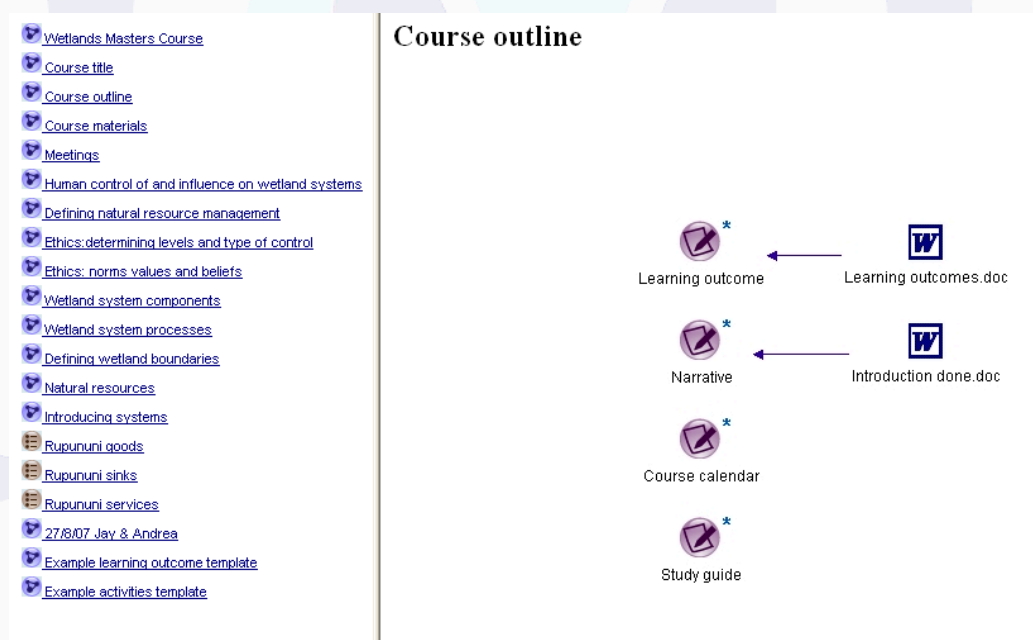 Wetlands Masters Course
Course title
Course outline
Course materials
Meetings
Human control of and influence on wetland systems
Defining natural resource management
Ethics:determining levels and type of control
Ethics: norms values and beliefs
Wetland system components
Wetland system processes
Defining wetland boundaries
Natural resources
Introducing systems
Rupununi goods
Rupununi sinks
Rupununi services
27/8/07 Jay & Andrea
Example learning outcome template
Example activities template
Course outline
*
W
Learning outcome
Learning outcomes.doc
*
W
Narrative
Introduction done.doc
*
Course calendar
*
Study guide